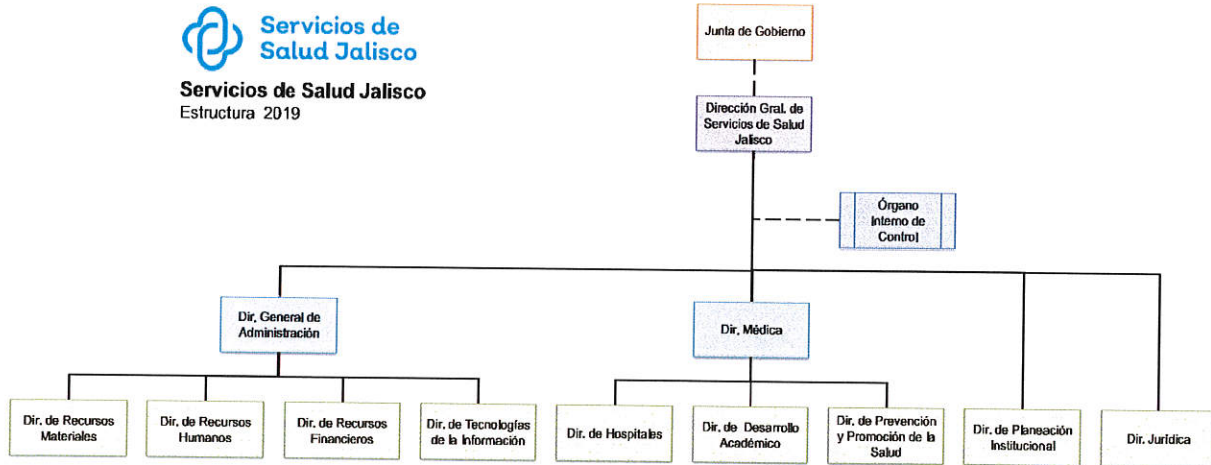 Servicios de
Salud Jalisco
Servicios de Salud Jalisco
Estructura 2019
Junta de Gobierno
Dirección Gral. de
Servicios de Salud
Jalisco
Órgano
Interno de
Control
Dir. General de
Administración
Dir. Médica
Dir. de Recursos
Materiales
Dir. de Recursos
Humanos
Dir. de Recursos
Financieros
Dir. de Tecnologías
de la Información
Dir. de Hospitales
Dir. de Desarrollo
Académico
Dir. de Prevención
y Promoción de la
Salud
Dir. de Planeación
Institucional
Dir. Jurídica